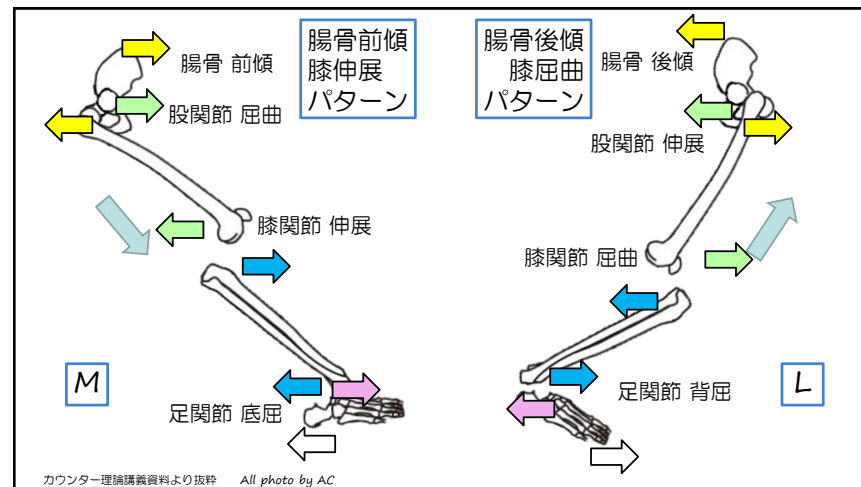 腸骨前傾
膝伸展
パターン
腸骨後傾
膝屈曲
パターン
腸骨 前傾
股関節 屈曲
膝関節 伸展
足関節 底屈
M
腸骨 後傾
股関節 伸展
膝関節 屈曲
足関節 背屈
L
カウンター理論講義資料より抜粋 All photo by AC